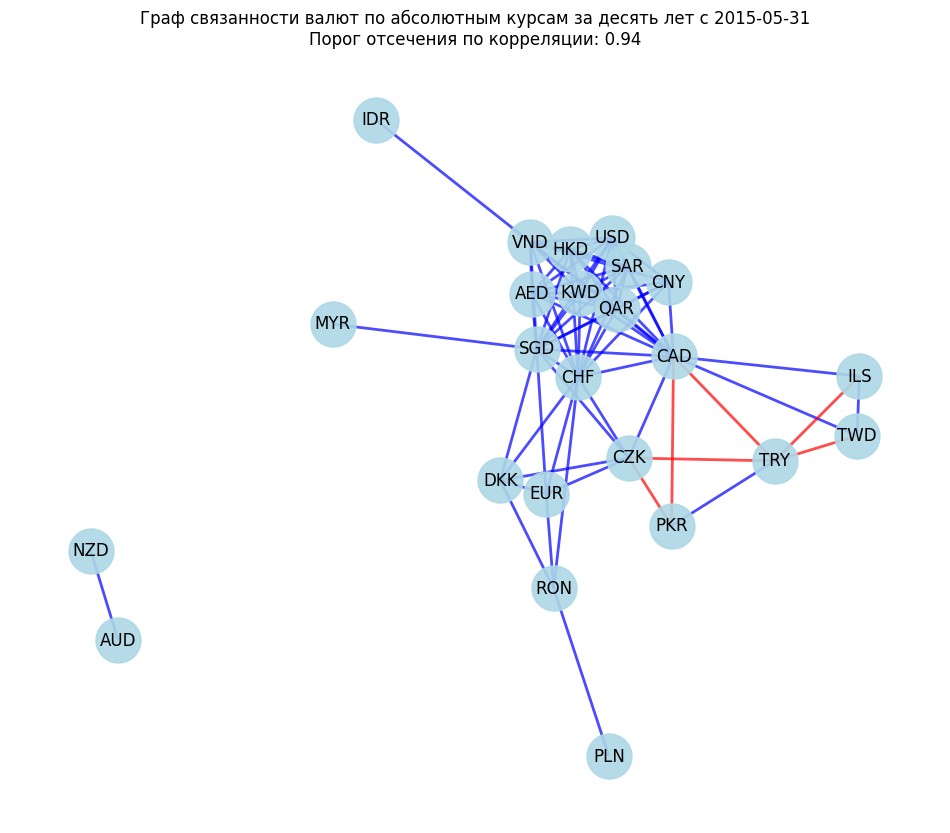 Граф связанности валют по абсолютным курсам за десять лет с 2015-05-31
Порог отсечения по корреляции: 0.94
IDR
USD
VND
HKD
SAR
CNY
AED
KWD
QAR
MYR
SGD
CAD
CHF
ILS
TWD
CZK
TRY
DKK
EUR
PKR
NZD
RON
AUD
PLN